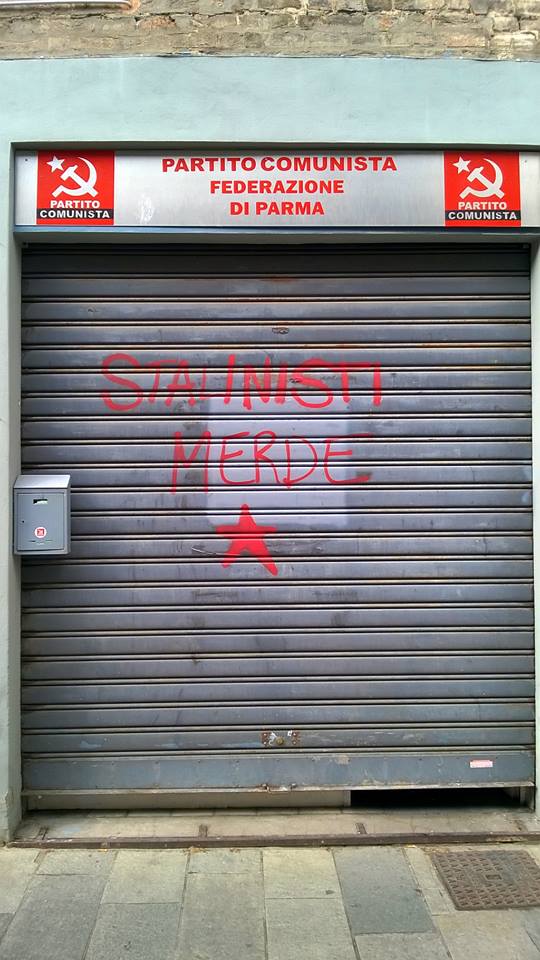 PARTITO COMUNISTA
FEDERAZIONE
DI PARMA
PARTITO
COMUNISTA
PARTITO
COMUNISTA
STALINISTI
MERDE